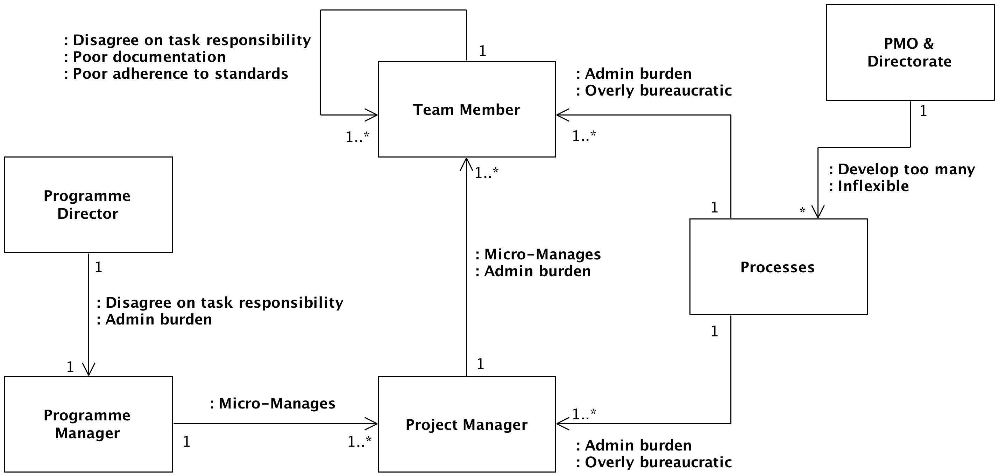 : Disagree on task responsibility
: Poor documentation
: Poor adherence to standards
1
1..*
Team Member
: Admin burden
: Overly bureaucratic
1..*
PMO &
Directorate
1
: Develop too many
: Inflexible
*
1
Processes
1
Programme
Director
1
: Disagree on task responsibility
: Admin burden
1
1..*
: Micro-Manages
: Admin burden
1
Programme
Manager
: Micro-Manages
1
1..*
Project Manager
1..*
: Admin burden
: Overly bureaucratic